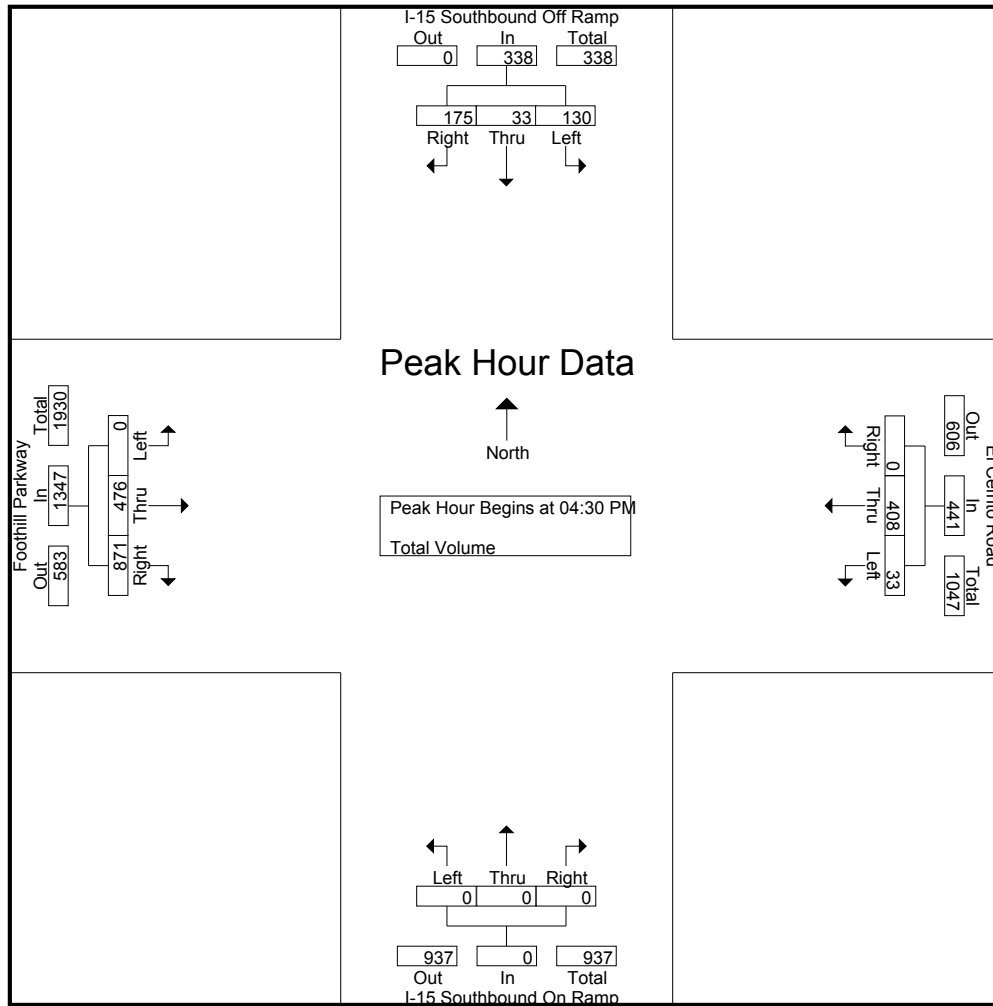 I-15 Southbound Off Ramp
Out In Total
0 338 338
175 33 130
Right Thru Left
Peak Hour Data
North
Peak Hour Begins at 04:30 PM
Total Volume
Foothill Parkway
Out In Total
583 1347 1930
871 476 0
Right Thru Left
El Cerrito Road
Out In Total
606 441 1047
Right Thru Left
0 408 33
Left Thru Right
0 0 0
937 0 937
Out In Total
I-15 Southbound On Ramp